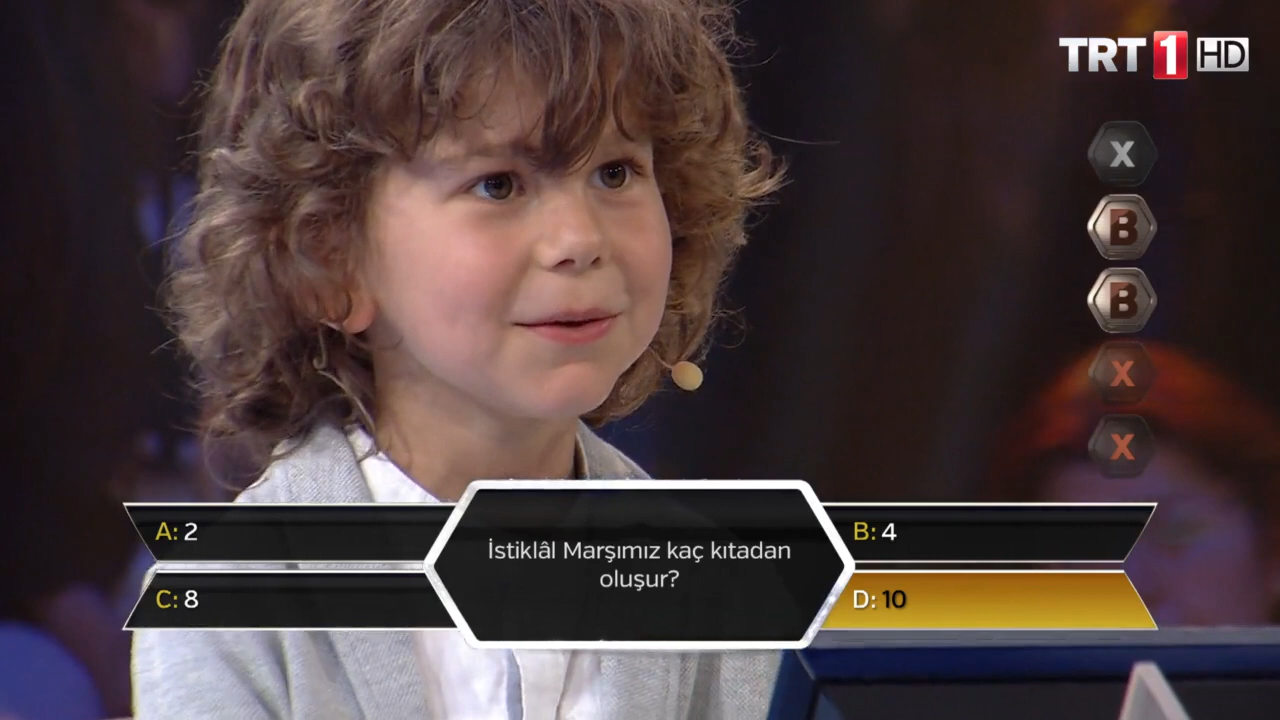 TRT 1 HD
X
B
B
X
X
A: 2
B: 4
İstiklâl Marşımız kaç kıtadan
oluşur?
C: 8
D: 10